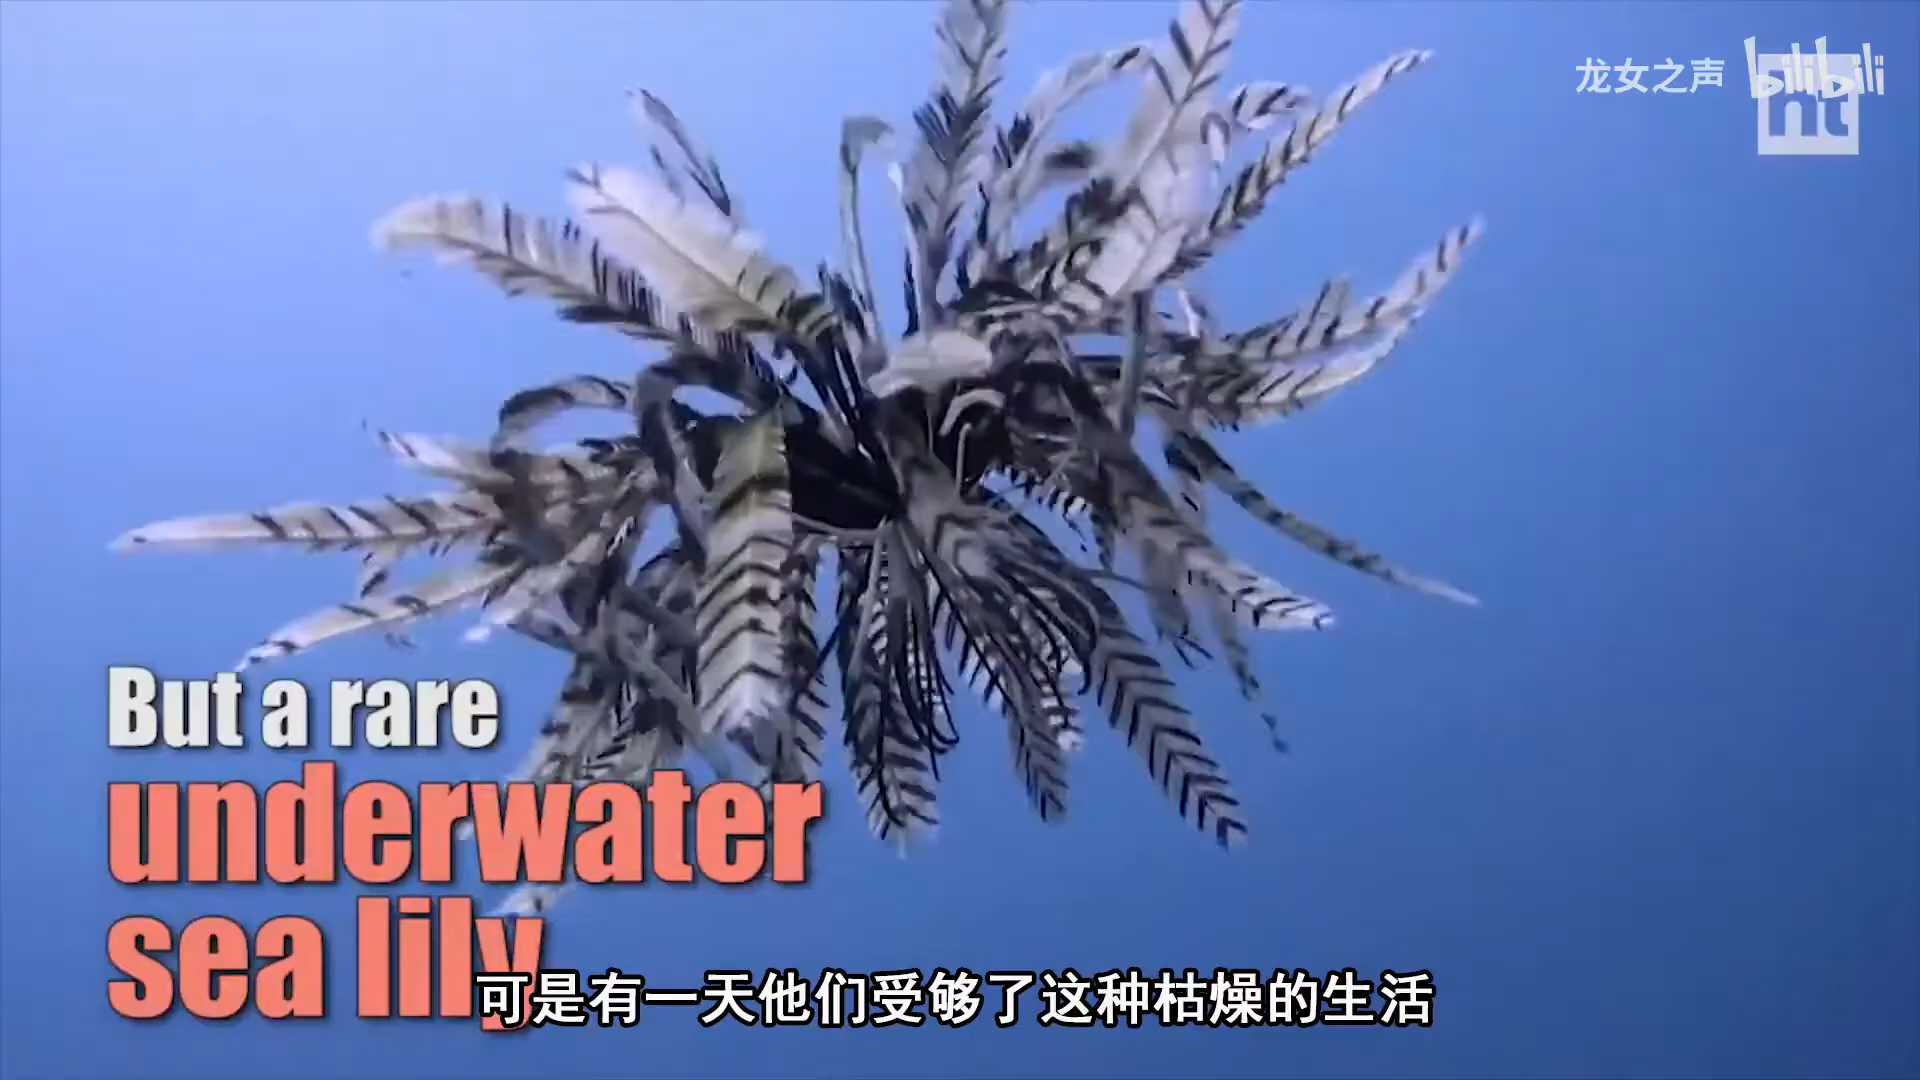 龙女之声 bilibili
nt
But a rare
underwater
sea lily
可是有一天他们受够了这种枯燥的生活